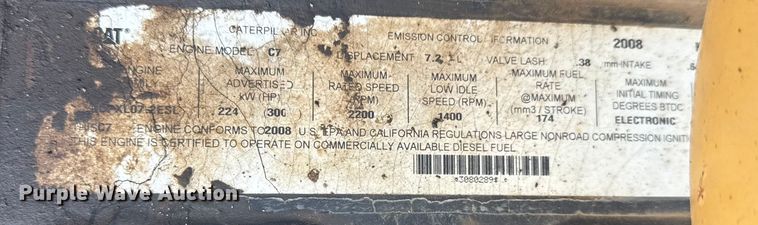 CAT CATERPILLAR INC EMISSION CONTROL INFORMATION 2008
ENGINE MODEL: C7 DISPLACEMENT 7.2 L VALVE LASH: .38 mm-INTAKE
MAXIMUM ADVERTISED kW (HP)
MAXIMUM RATED SPEED (RPM)
MAXIMUM LOW IDLE SPEED (RPM)
MAXIMUM FUEL RATE @MAXIMUM (mm3 / STROKE)
MAXIMUM INITIAL TIMING DEGREES BTDC
224 (300 2200 1400 174 ELECTRONIC
ENGINE CONFORMS TO 2008 U.S. EPA AND CALIFORNIA REGULATIONS-LARGE NONROAD COMPRESSION IGNITI
THIS ENGINE IS CERTIFIED TO OPERATE ON COMMERCIALLY AVAILABLE DIESEL FUEL
Purple Wave Auction